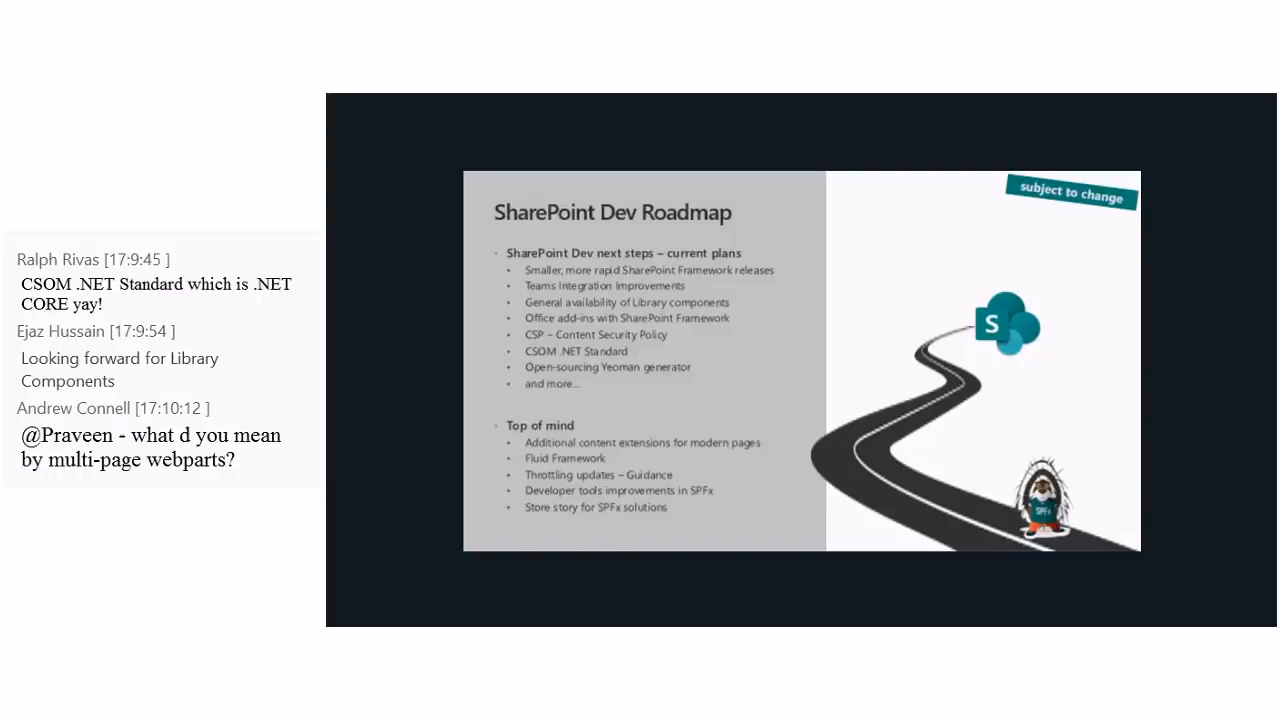 Ralph Rivas [17:9:45 ]
CSOM .NET Standard which is .NET
CORE yay!
Ejaz Hussain [17:9:54 ]
Looking forward for Library
Components
Andrew Connell [17:10:12 ]
@Praveen - what d you mean
by multi-page webparts?
subject to change
SharePoint Dev Roadmap
• SharePoint Dev next steps – current plans
• Smaller, more rapid SharePoint Framework releases
• Teams Integration Improvements
• General availability of Library components
• Office add-ins with SharePoint Framework
• CSP – Content Security Policy
• CSOM .NET Standard
• Open-sourcing Yeoman generator
• and more...
• Top of mind
• Additional content extensions for modern pages
• Fluid Framework
• Throttling updates – Guidance
• Developer tools improvements in SPFx
• Store story for SPFx solutions
S
SPFx